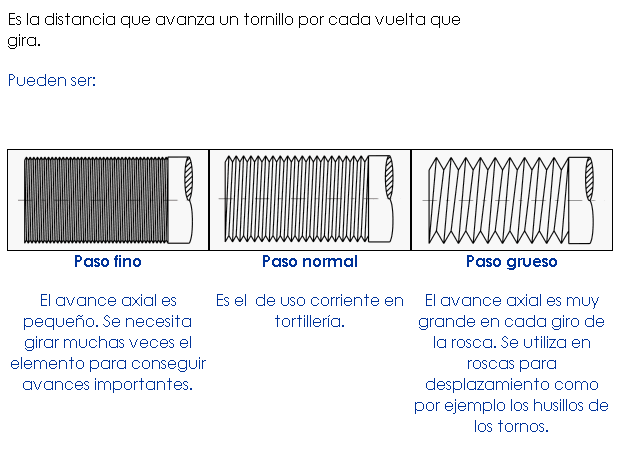 Es la distancia que avanza un tornillo por cada vuelta que
gira.
Pueden ser:
Paso fino
El avance axial es
pequeño. Se necesita
girar muchas veces el
elemento para conseguir
avances importantes.
Paso normal
Es el de uso corriente en
tortillería.
Paso grueso
El avance axial es muy
grande en cada giro de
la rosca. Se utiliza en
roscas para
desplazamiento como
por ejemplo los husillos de
los tornos.